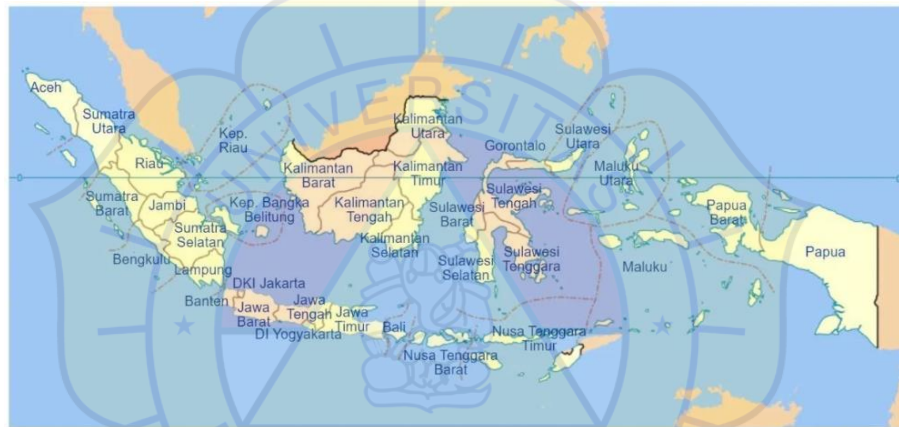 UNIVERSIT
Aceh
Sumatra
Utara
Riau
Kep.
Riau
Sumatra
Barat
Jambi
Kep. Bangka
Belitung
Sumatra
Selatan
Bengkulu
Lampung
Banten
DKI Jakarta
Jawa
Barat
Jawa
Tengah
DI Yogyakarta
Jawa
Timur
Bali
Nusa Tenggara
Barat
Nusa Tenggara
Timur
Kalimantan
Barat
Kalimantan
Tengah
Kalimantan
Selatan
Kalimantan
Timur
Kalimantan
Utara
Sulawesi
Barat
Sulawesi
Selatan
Sulawesi
Tengah
Sulawesi
Tenggara
Gorontalo
Sulawesi
Utara
Maluku
Utara
Maluku
Papua
Barat
Papua